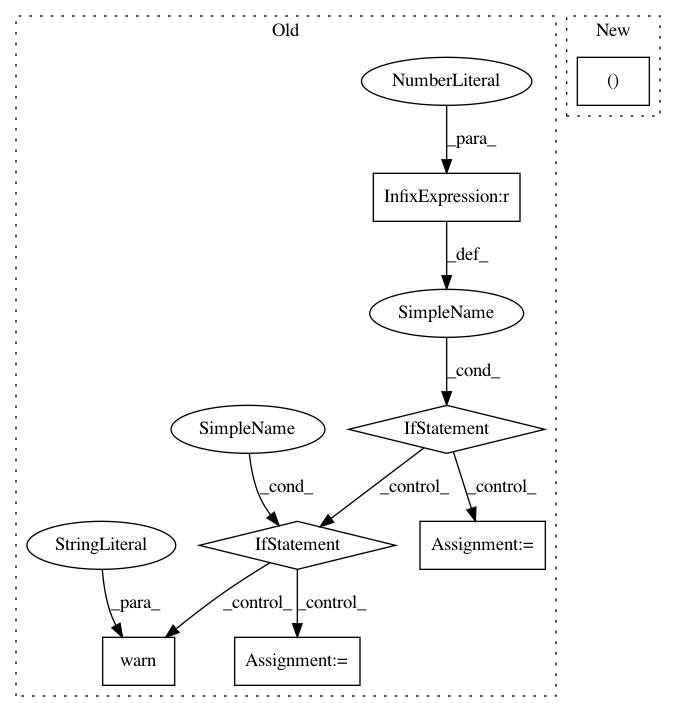 Old
New
NumberLiteral
()
_para_
InfixExpression:r
_def_
SimpleName
_cond_
SimpleName
IfStatement
_cond_
_control_
_control_
StringLiteral
IfStatement
Assignment:=
_para_
_control_
_control_
warn
Assignment:=